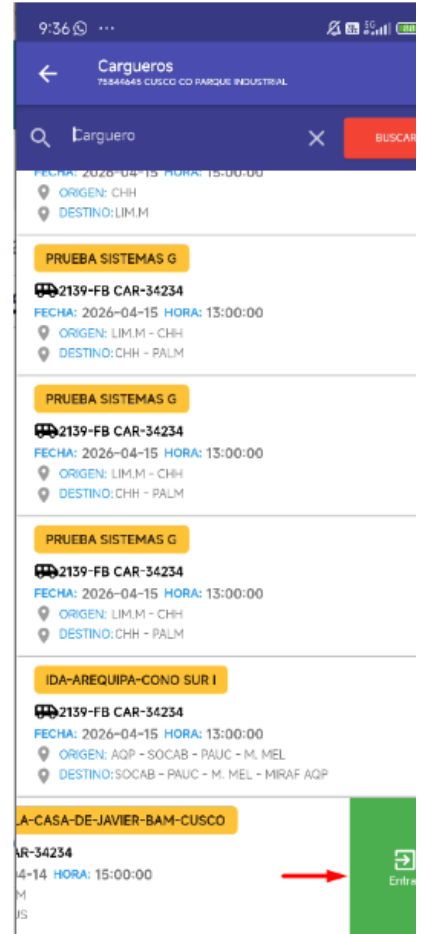 9:36
Cargueros
75844645 CUSCO CO PARQUE INDUSTRIAL
Carguero
BUSCAR
FECHA: 2026-04-15 HORA: 15:00:00
ORIGEN: CHH
DESTINO:LIM.M
PRUEBA SISTEMAS G
2139-FB CAR-34234
FECHA: 2026-04-15 HORA: 13:00:00
ORIGEN: LIM.M - CHH
DESTINO:CHH - PALM
PRUEBA SISTEMAS G
2139-FB CAR-34234
FECHA: 2026-04-15 HORA: 13:00:00
ORIGEN: LIM.M - CHH
DESTINO:CHH - PALM
PRUEBA SISTEMAS G
2139-FB CAR-34234
FECHA: 2026-04-15 HORA: 13:00:00
ORIGEN: LIM.M - CHH
DESTINO:CHH - PALM
IDA-AREQUIPA-CONO SUR I
2139-FB CAR-34234
FECHA: 2026-04-15 HORA: 13:00:00
ORIGEN: AQP - SOCAB - PAUC - M. MEL
DESTINO:SOCAB - PAUC - M. MEL - MIRAF AQP
LA-CASA-DE-JAVIER-BAM-CUSCO
AR-34234
4-14 HORA: 15:00:00
M
US
Entra